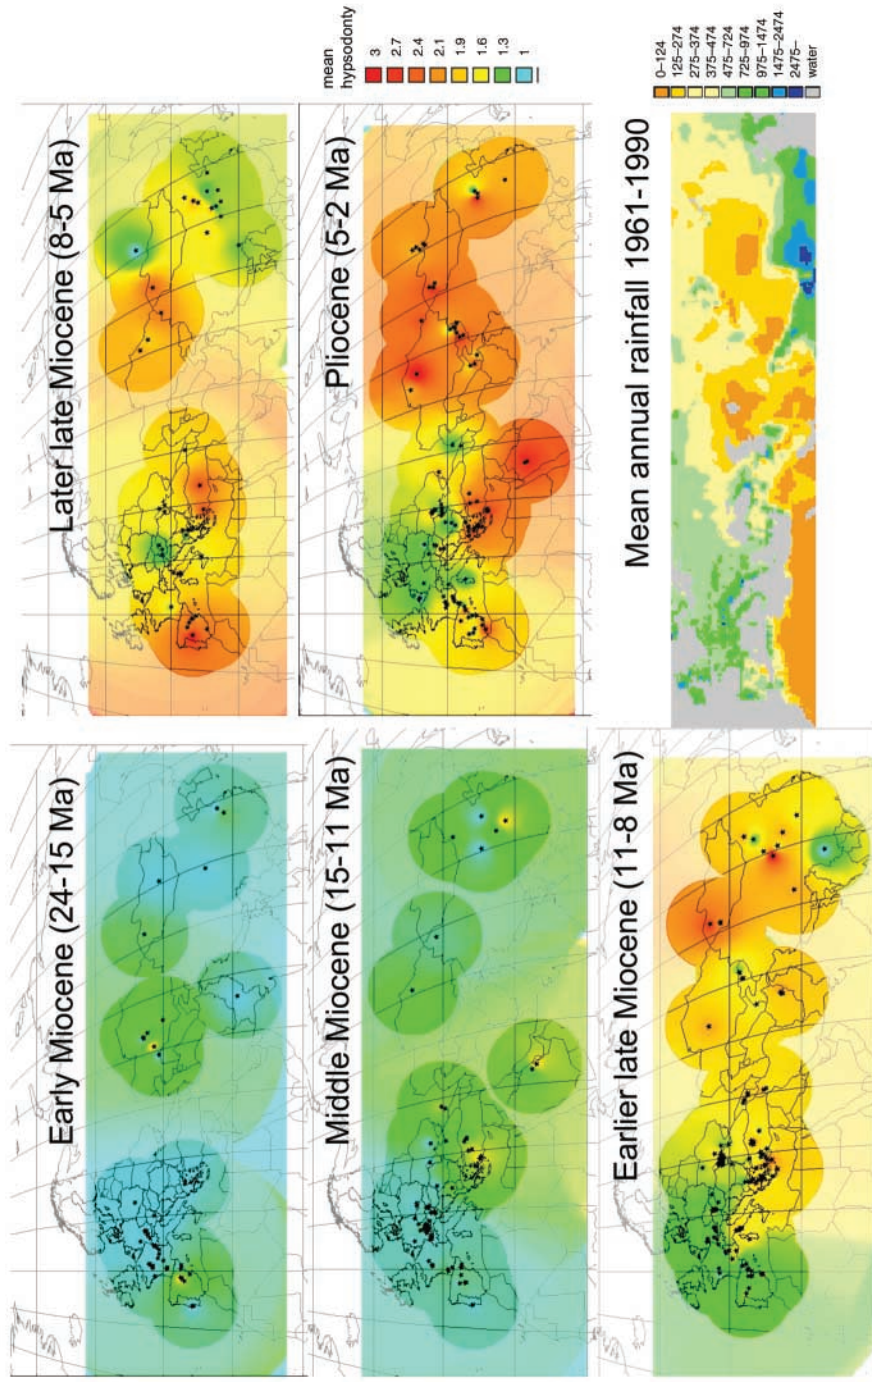 Early Miocene (24-15 Ma)
Middle Miocene (15-11 Ma)
Earlier late Miocene (11-8 Ma)
Later late Miocene (8-5 Ma)
Pliocene (5-2 Ma)
mean
hypsodonty
3
2.7
2.4
2.1
1.9
1.6
1.3
1
Mean annual rainfall 1961-1990
0–124
125–274
275–374
375–474
475–724
725–974
975–1474
1475–2474
2475–
water